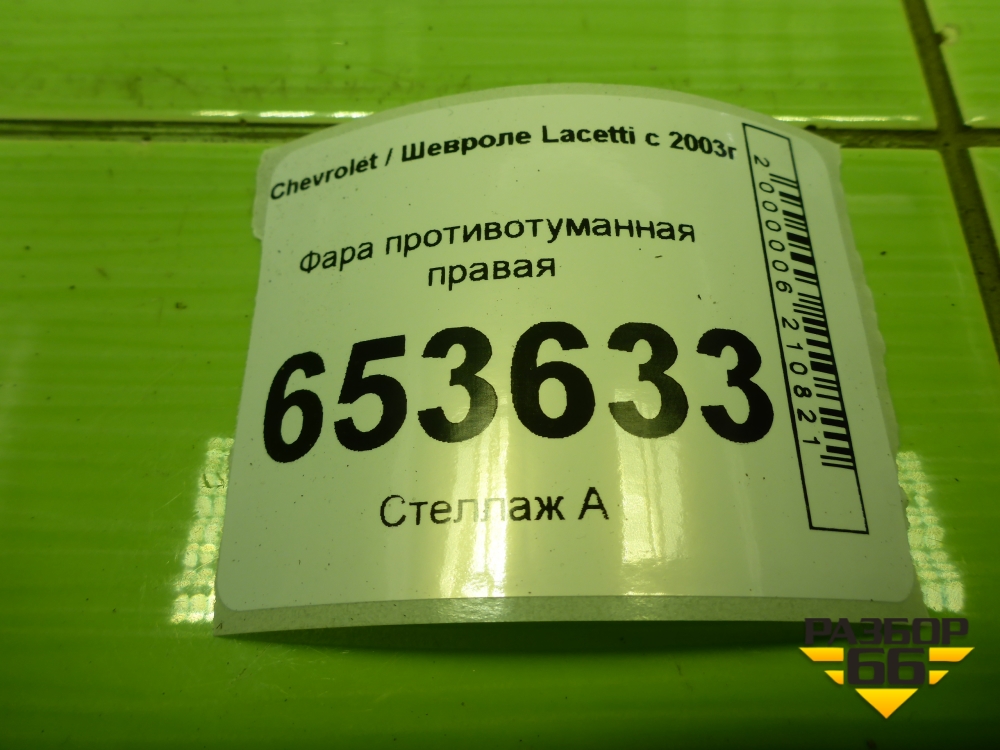 Chevrolet / Шевроле Lacetti с 2003г
Фара противотуманная
правая
653633
Стеллаж А
2000006210821
РАЗБОР
66